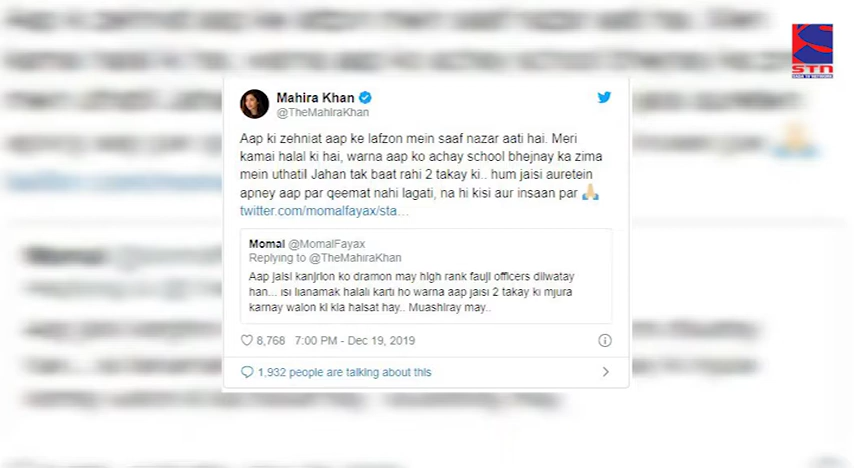 STN
Mahira Khan
@TheMahiraKhan
Aap ki zehniat aap ke lafzon mein saaf nazar aati hai. Meri
kamai halal ki hai, warna aap ko achay school bhejnay ka zima
mein uthati! Jahan tak baat rahi 2 takay ki.. hum jaisi auretein
apney aap par qeemat nahi lagati, na hi kisi aur insaan par 🙏🏼
twitter.com/momalfayax/sta…
Momal @MomalFayax
Replying to @TheMahiraKhan
Aap jaisi kanjrion ko dramon may high rank fauji officers dilwatay
han... isi lianamak halali karti ho warna aap jaisi 2 takay ki mjura
karnay walon ki kia halsat hay.. Muashiray may..
8,768 7:00 PM - Dec 19, 2019
1,932 people are talking about this